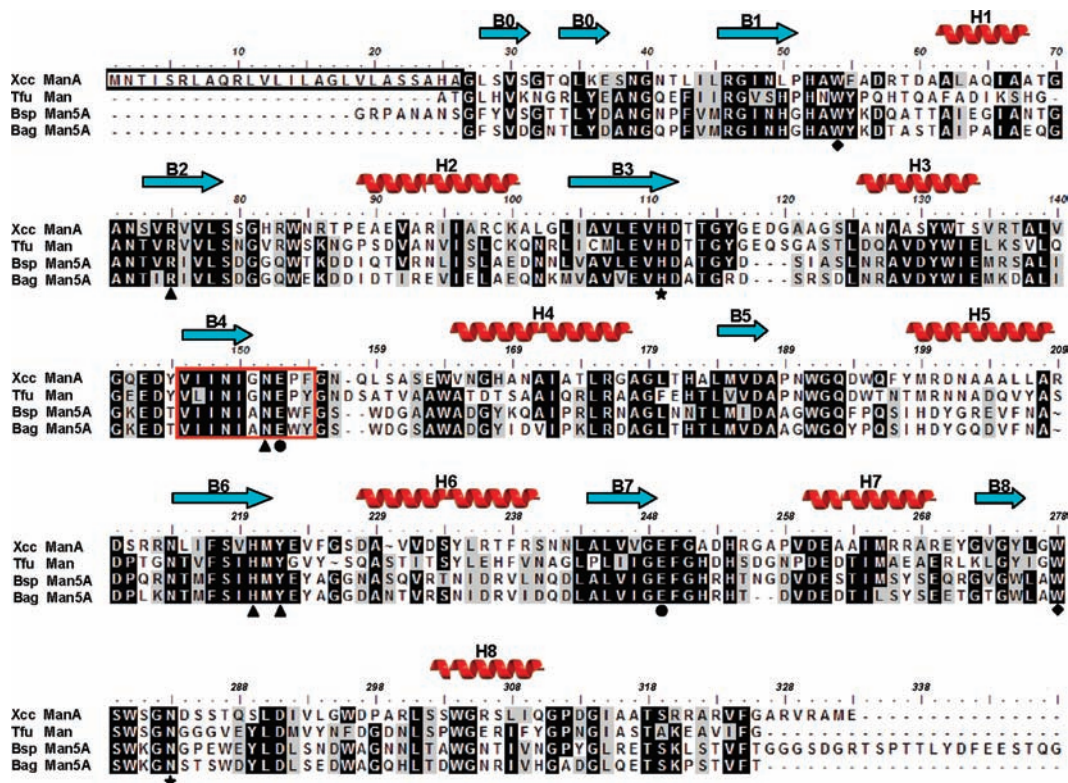 B0 B0 B1 H1
10 20 30 40 50 60 70
Xcc ManA MNTISRLAQRLVLILAGLVLASSAHAGLSVSGTQLKESNGNTLILRGINLPHAWFADRTDAALAQIAATG
Tfu Man ------------------------ATGLHVKNGRLYEANGQEFIIRGVSHPHNWYPQHTQAFADIKSHG-
Bsp Man5A ------------------GRPANANSGFYVSGTTLYDANGNPFVMRGINHGHAWYKDQATTAIEGIANTG
Bag Man5A --------------------------GFSVDGNTLYDANGQPFVMRGINHGHAWYKDTASTAIPAIAEQG
B2 H2 B3 H3
80 90 100 110 120 130 140
Xcc ManA ANSVRVVLSSGHRWNRTPEAEVARIIARCKALGLIAVLEVHDTTGYGEDGAAGSLANAASYWTSVRTALV
Tfu Man ANTVRVVLSNGVRWSKNGPSDVANVISLCKQNRLICMLEVHDTTGYGEQSGASTLDQAVDYWIELKSVLQ
Bsp Man5A ANTVRIVLSDGGQWTKDDIQTVRNLISLAEDNNLVAVLEVHDATGYD---SIASLNRAVDYWIEMRSALI
Bag Man5A ANTIRIVLSDGGQWEKDDIDTIREVIELAEQNKMVAVVEVHDATGRD---SRSDLNRAVDYWIEMKDALI
B4 H4 B5 H5
150 159 169 179 189 199 209
Xcc ManA GQEDYVIINIGNEPFGN-QLSASEWVNGHANAIATLRGAGLTHALMVDAPNWGQDWQFYMRDNAAALLAR
Tfu Man GEEDYVLINIGNEPYGNDSATVAAWATDTSAAIQRLRAAGFEHTLVVDAPNWGQDWTNTMRNNADQVYAS
Bsp Man5A GKEDTVIINIANEWFGS--WDGAAWADGYKQAIPRLRNAGLNNTLMIDAAGWGQFPQSIHDYGREVFNA~
Bag Man5A GKEDTVIINIANEWYGS--WDGSAWADGYIDVIPKLRDAGLTHTLMVDAAGWGQYPQSIHDYGQDVFNA~
B6 H6 B7 H7 B8
219 229 238 248 258 268 278
Xcc ManA DSRRNLIFSVHMYEVFGSDA~VVDSYLRTFRSNNLALVVGEFGADHRGAPVDEAAIMRRAREYGVGYLGW
Tfu Man DPTGNTVFSIHMYGVY~SQASTITSYLEHFVNAGLPLIIGEFGHDHSDGNPDEDTIMAEAERLKLGYIGW
Bsp Man5A DPQRNTMFSIHMYEYAGGNASQVRTNIDRVLNQDLALVIGEFGHRHTNGDVDESTIMSYSEQRGVGWLAW
Bag Man5A DPLKNTMFSIHMYEYAGGDANTVRSNIDRVIDQDLALVIGEFGHRHT--DVDEDTILSYSEETGTGWLAW
H8
288 298 308 318 328 338
Xcc ManA SWSGNDSSTQSLDIVLGWDPARLSSWGRSLIQGPDGIAATSRRARVFGARVRAME---------------
Tfu Man SWSGNGGGVEYLDMVYNFDGDNLSPWGERIFYGPNGIASTAKEAVIFG----------------------
Bsp Man5A SWKGNGPEWEYLDLSNDWAGNNLTAWGNTIVNGPYGLRETSKLSTVFTGGGSDGRTSPTTLYDFEESTQG
Bag Man5A SWKGNSTSWDYLDLSEDWAGQHLTDWGNRIVHGADGLQETSKPSTVFT----------------------